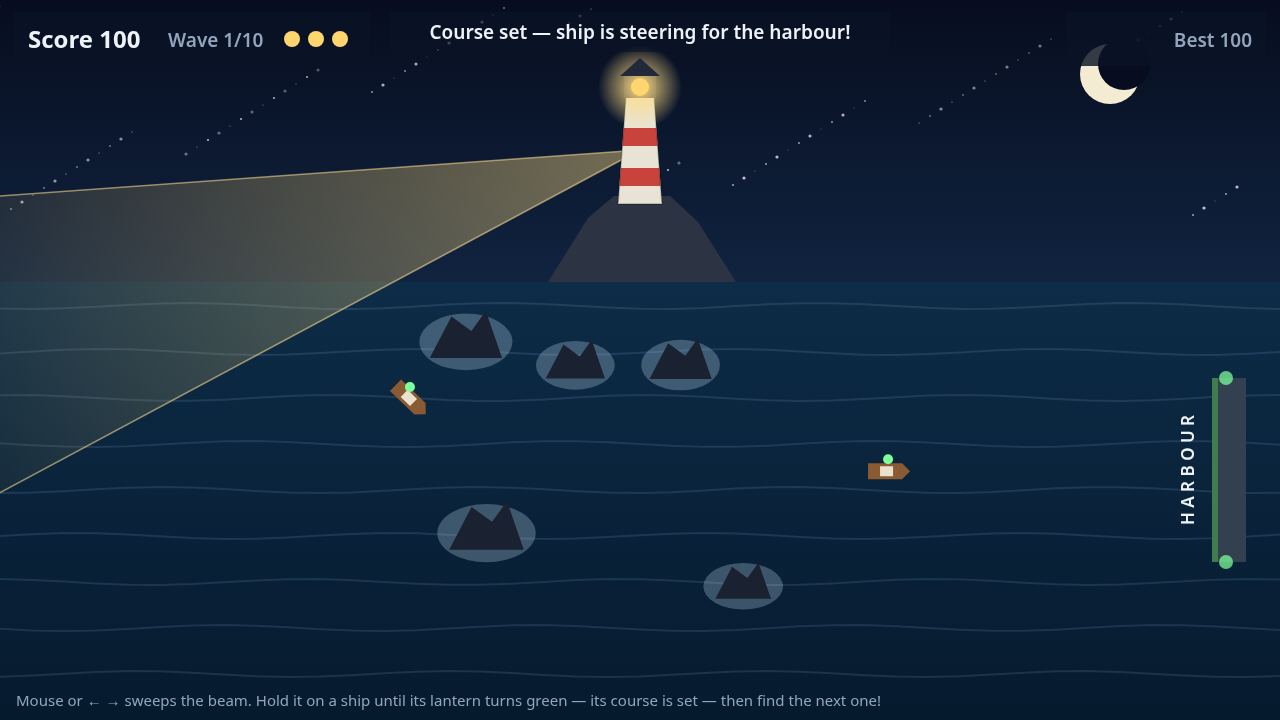 Score 100
Wave 1/10
Course set — ship is steering for the harbour!
Best 100
HARBOUR
Mouse or ← → sweeps the beam. Hold it on a ship until its lantern turns green — its course is set — then find the next one!